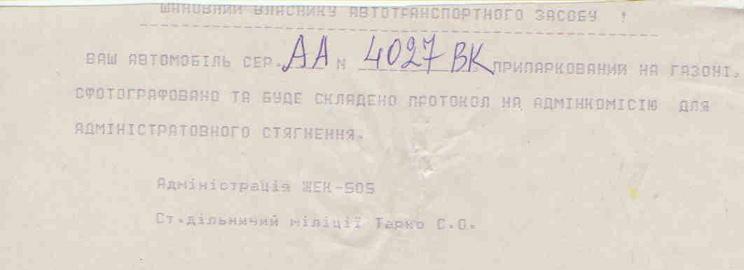 ШАНОВНИЙ ВЛАСНИКУ АВТОТРАНСПОРТНОГО ЗАСОБУ !
ВАШ АВТОМОБІЛЬ СЕР. АА N 4027 ВК ПРИПАРКОВАНИЙ НА ГАЗОНІ.
СФОТОГРАФОВАНО ТА БУДЕ СКЛАДЕНО ПРОТОКОЛ НА АДМІНКОМІСІЮ ДЛЯ
АДМІНІСТРАТОВНОГО СТЯГНЕННЯ.
Адміністрація ЖЕК-505
Ст.дільничий міліції Тарко С.О.